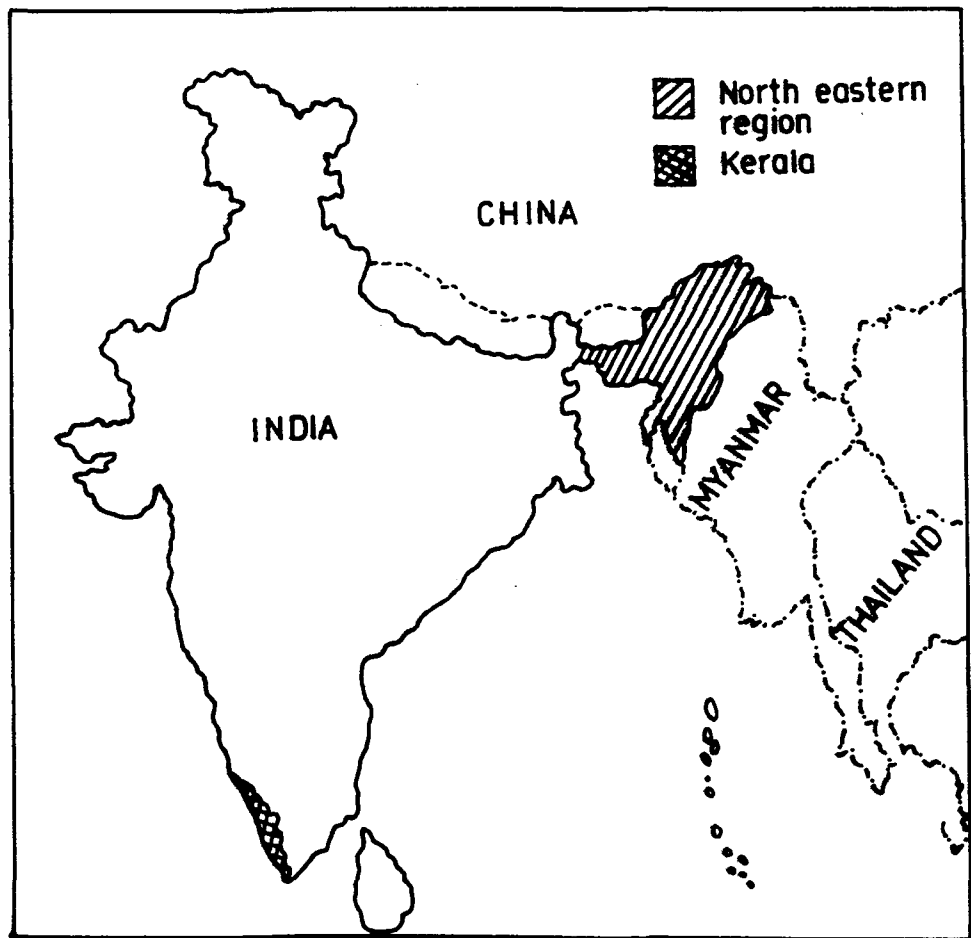 North eastern
region
Kerala
CHINA
INDIA
MYANMAR
THAILAND